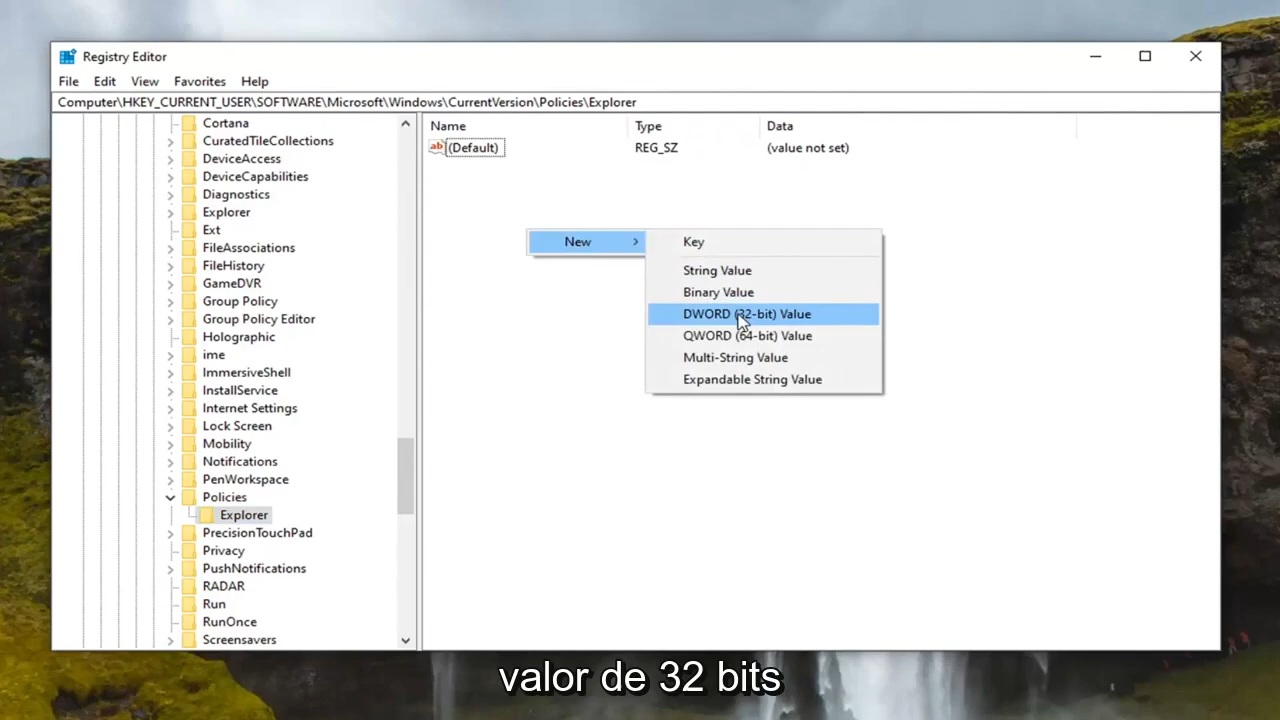 Registry Editor
File Edit View Favorites Help
Computer\HKEY_CURRENT_USER\SOFTWARE\Microsoft\Windows\CurrentVersion\Policies\Explorer
Cortana
CuratedTileCollections
DeviceAccess
DeviceCapabilities
Diagnostics
Explorer
Ext
FileAssociations
FileHistory
GameDVR
Group Policy
Group Policy Editor
Holographic
ime
ImmersiveShell
InstallService
Internet Settings
Lock Screen
Mobility
Notifications
PenWorkspace
Policies
Explorer
PrecisionTouchPad
Privacy
PushNotifications
RADAR
Run
RunOnce
Screensavers
Name Type Data
ab (Default) REG_SZ (value not set)
New
Key
String Value
Binary Value
DWORD (32-bit) Value
QWORD (64-bit) Value
Multi-String Value
Expandable String Value
valor de 32 bits